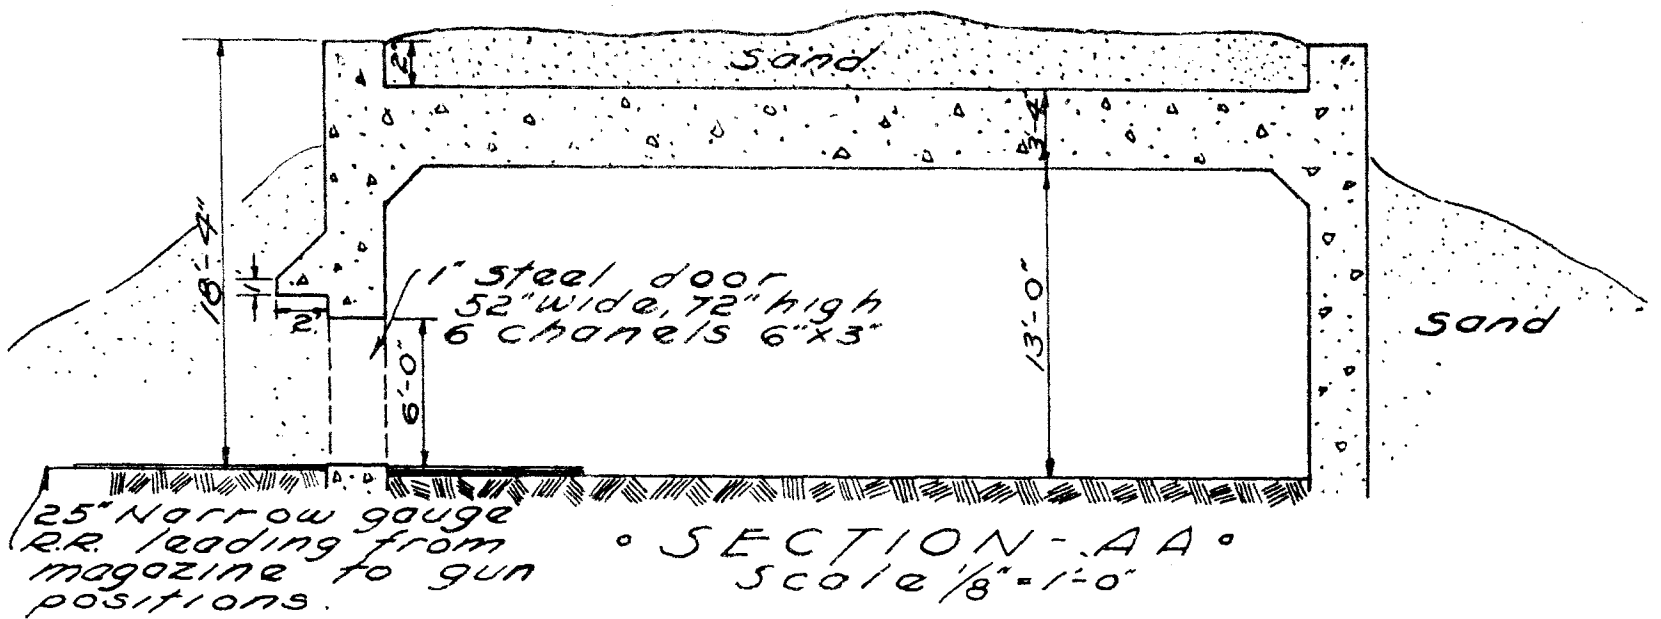 Sand
2'
3'-4"
18'-4"
1" steel door
52" wide, 72" high
6 chanels 6"x3"
1'
2'
6'-0"
13'-0"
Sand
25" Narrow gauge
R.R. leading from
magazine to gun
positions.
SECTION-AA
Scale 1/8" = 1'-0"